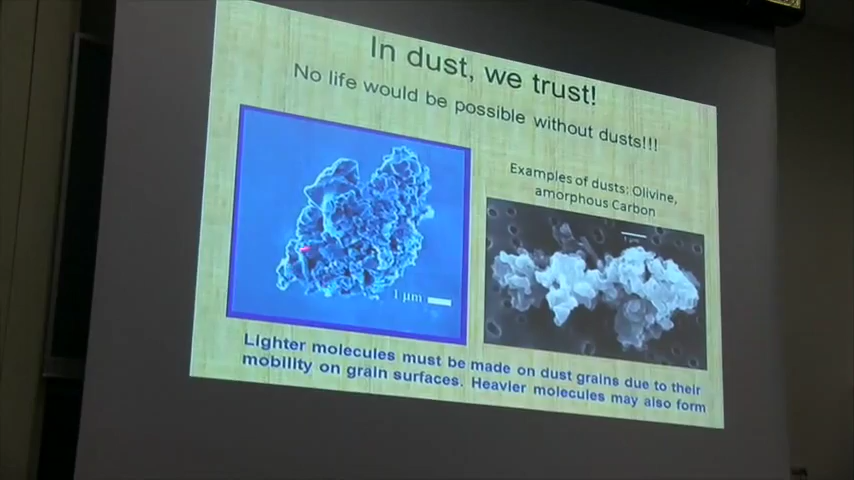 In dust, we trust!
No life would be possible without dusts!!!
Examples of dusts: Olivine,
amorphous Carbon
1 μm
Lighter molecules must be made on dust grains due to their
mobility on grain surfaces. Heavier molecules may also form